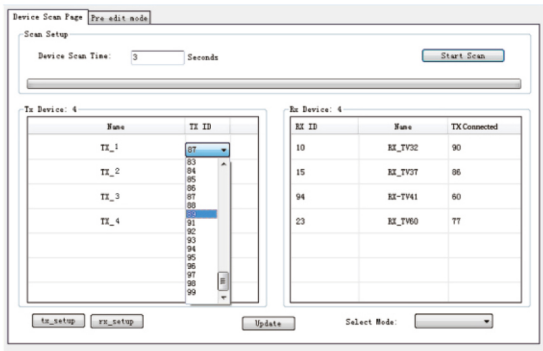 Device Scan Page Pre edit mode
Scan Setup
Device Scan Time: 3 Seconds Start Scan
Tx Device: 4 Rx Device: 4
Name TX ID RX ID Name TX Connected
TX_1 87 10 RX_TV32 90
83
84
TX_2 85 15 RX_TV37 86
86
87
TX_3 88 94 RX-TV41 60
91
TX_4 92 23 RX_TV60 77
93
94
95
96
97
98
99
tx_setup rx_setup Update Select Mode: